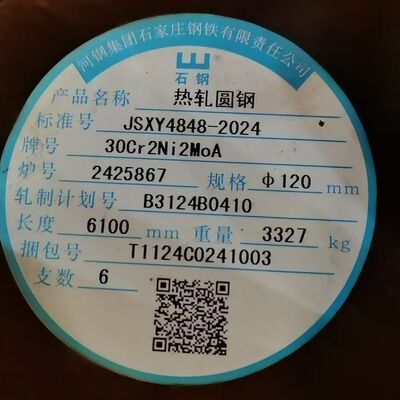 河钢集团石家庄钢铁有限责任公司
®
石钢
产品名称 热轧圆钢
标准号 JSXY4848-2024
牌号 30Cr2Ni2MoA
炉号 2425867 规格 φ120 mm
轧制计划号 B3124B0410
长度 6100 mm 重量 3327 kg
捆包号 T1124C0241003
支数 6